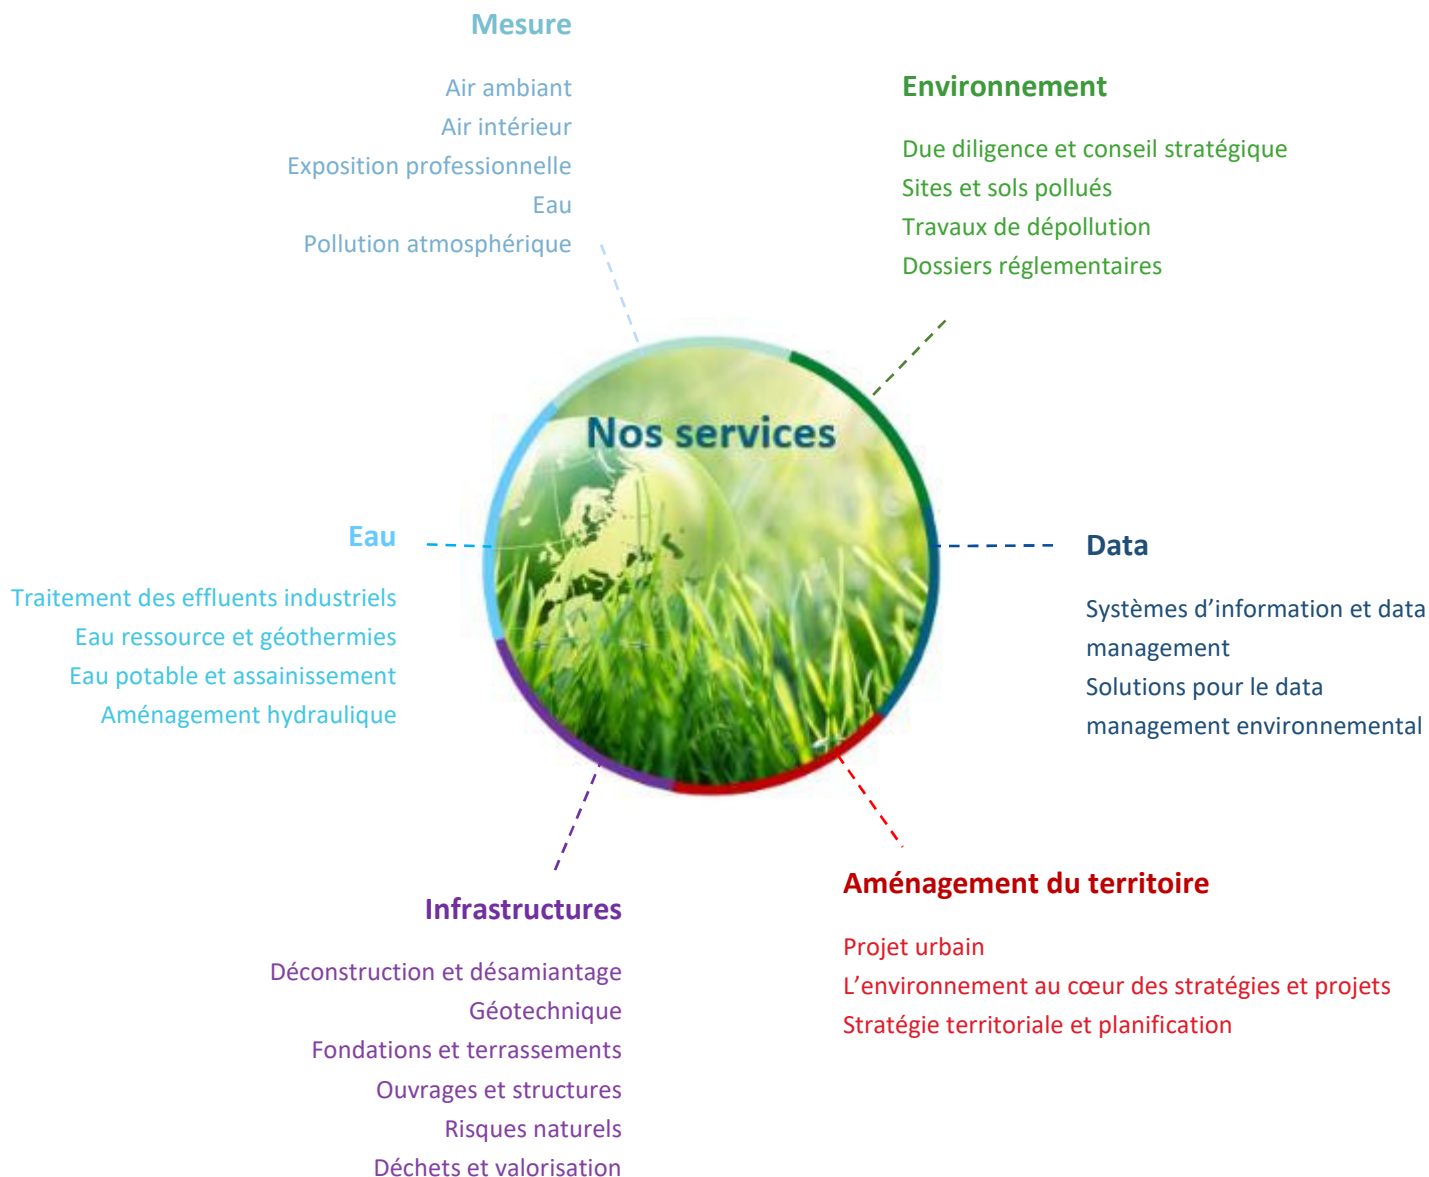 Mesure
Air ambiant
Air intérieur
Exposition professionnelle
Eau
Pollution atmosphérique
Environnement
Due diligence et conseil stratégique
Sites et sols pollués
Travaux de dépollution
Dossiers réglementaires
Nos services
Eau
Traitement des effluents industriels
Eau ressource et géothermies
Eau potable et assainissement
Aménagement hydraulique
Data
Systèmes d’information et data
management
Solutions pour le data
management environnemental
Infrastructures
Déconstruction et désamiantage
Géotechnique
Fondations et terrassements
Ouvrages et structures
Risques naturels
Déchets et valorisation
Aménagement du territoire
Projet urbain
L’environnement au cœur des stratégies et projets
Stratégie territoriale et planification